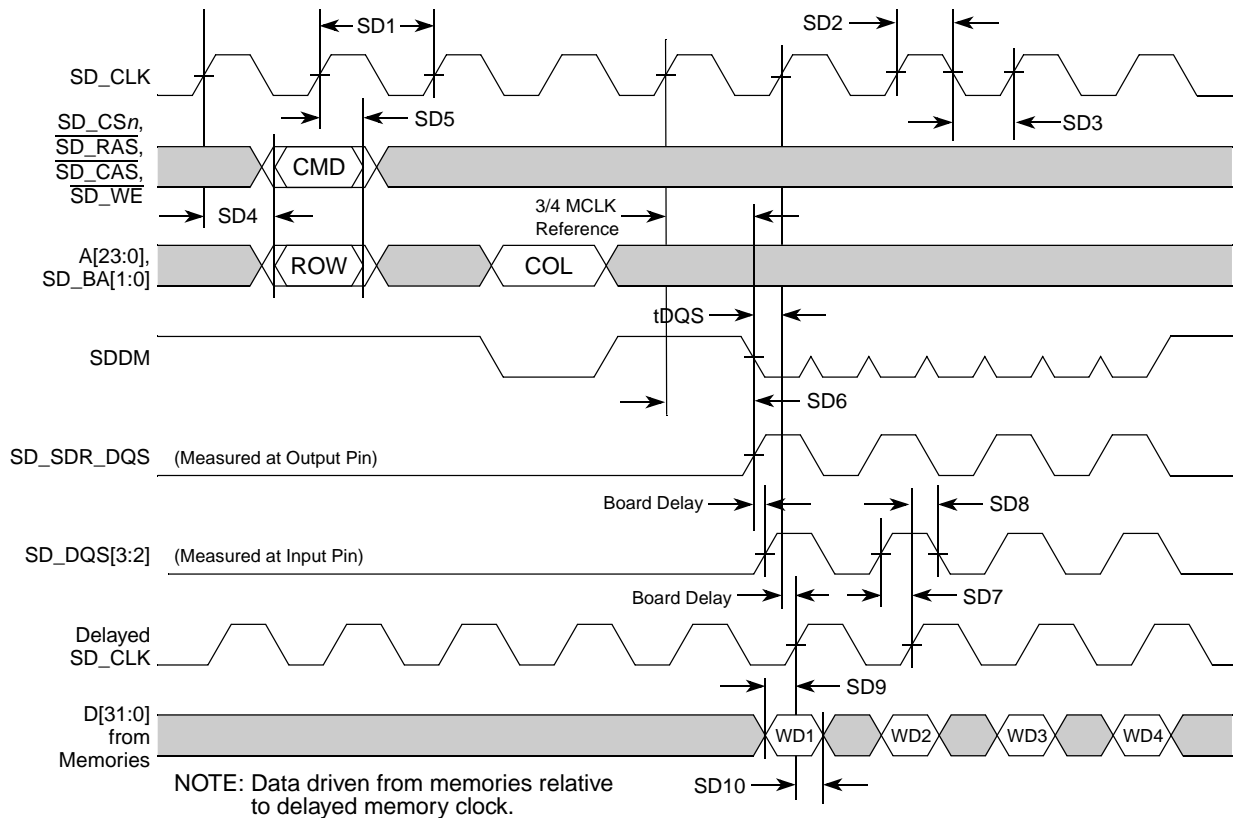 SD1
SD2
SD_CLK
SD5
SD3
SD_CSn,
SD_RAS,
SD_CAS,
SD_WE
CMD
SD4
3/4 MCLK
Reference
A[23:0],
SD_BA[1:0]
ROW
COL
tDQS
SDDM
SD6
SD_SDR_DQS
(Measured at Output Pin)
Board Delay
SD8
SD_DQS[3:2]
(Measured at Input Pin)
Board Delay
SD7
Delayed
SD_CLK
SD9
D[31:0]
from
Memories
WD1
WD2
WD3
WD4
SD10
NOTE: Data driven from memories relative
to delayed memory clock.